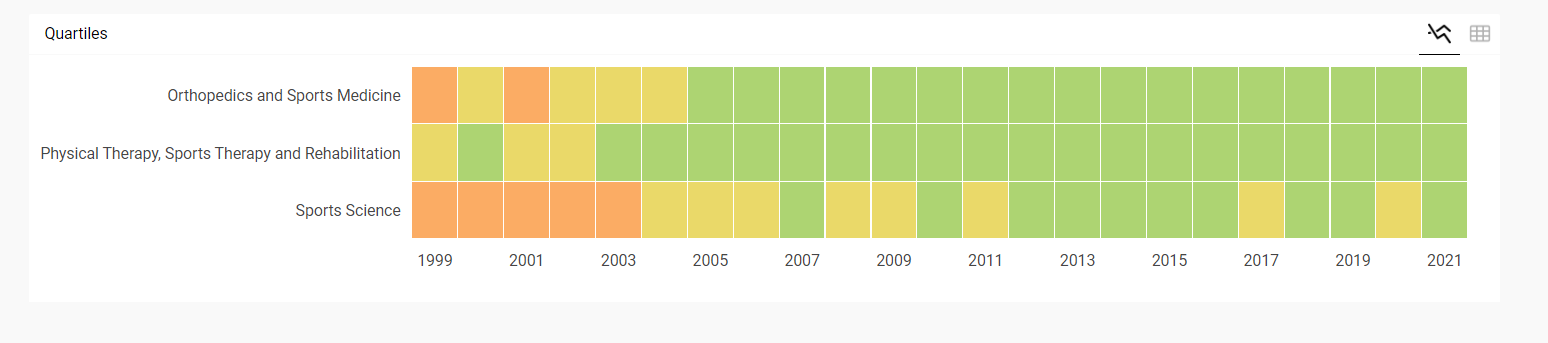 Quartiles
Orthopedics and Sports Medicine
Physical Therapy, Sports Therapy and Rehabilitation
Sports Science
1999 2001 2003 2005 2007 2009 2011 2013 2015 2017 2019 2021